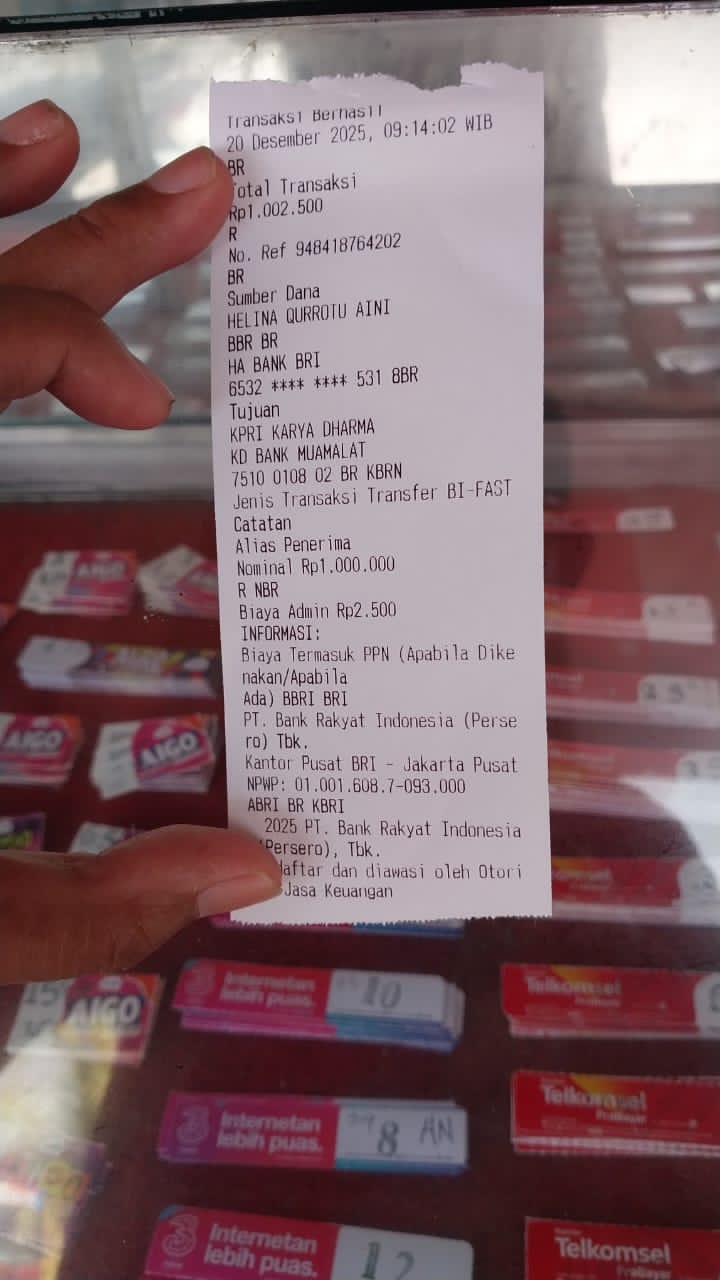 Transaksi Berhasil
20 Desember 2025, 09:14:02 WIB
BR
Total Transaksi
Rp1.002.500
R
No. Ref 948418764202
BR
Sumber Dana
HELINA QURROTU AINI
BBR BR
HA BANK BRI
6532 **** **** 531 8BR
Tujuan
KPRI KARYA DHARMA
KD BANK MUAMALAT
7510 0108 02 BR KBRN
Jenis Transaksi Transfer BI-FAST
Catatan
Alias Penerima
Nominal Rp1.000.000
R NBR
Biaya Admin Rp2.500
INFORMASI:
Biaya Termasuk PPN (Apabila Dike
nakan/Apabila
Ada) BBRI BRI
PT. Bank Rakyat Indonesia (Perse
ro) Tbk.
Kantor Pusat BRI - Jakarta Pusat
NPWP: 01.001.608.7-093.000
ABRI BR KBRI
2025 PT. Bank Rakyat Indonesia
(Persero), Tbk.
daftar dan diawasi oleh Otori
Jasa Keuangan
AIGO
AIGO
AIGO
AIGO
3 Internetan lebih puas. 10
Telkomsel
3 Internetan lebih puas. 8 AN
Telkomsel
3 Internetan lebih puas. 12
Telkomsel